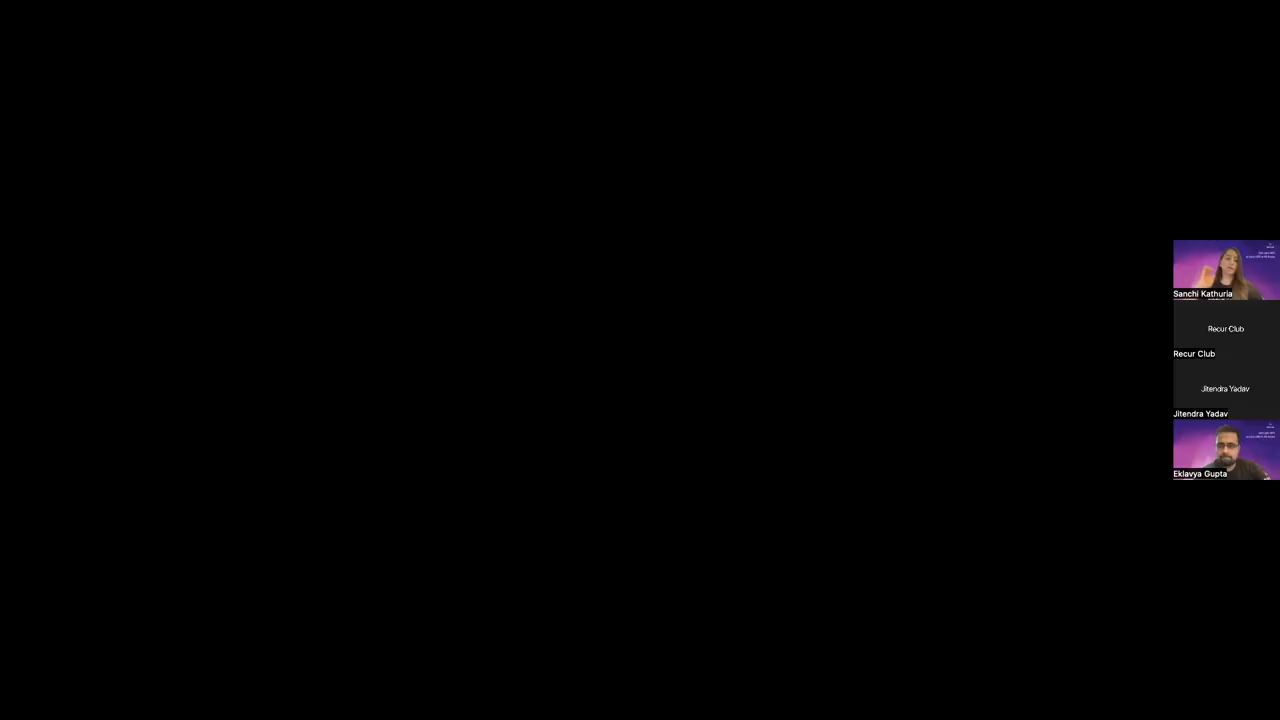 Sanchi Kathuria
Recur Club
Recur Club
Jitendra Yadav
Jitendra Yadav
Eklavya Gupta